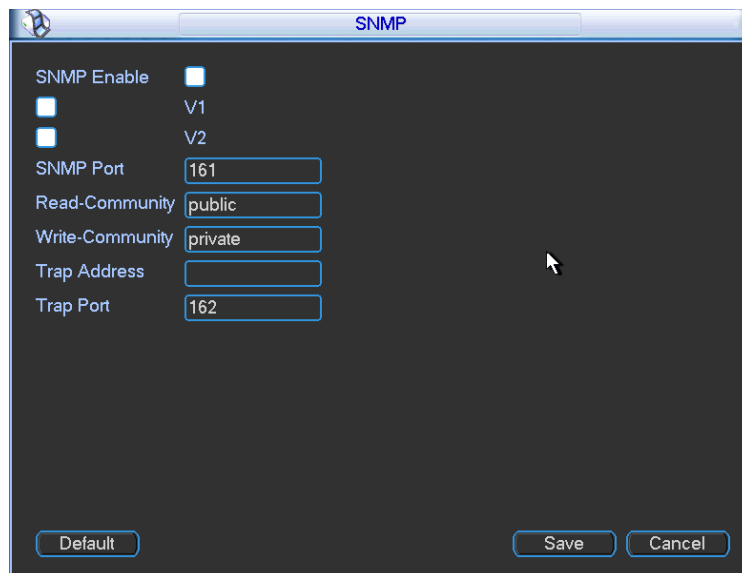 SNMP
SNMP Enable
V1
V2
SNMP Port 161
Read-Community public
Write-Community private
Trap Address
Trap Port 162
Default Save Cancel